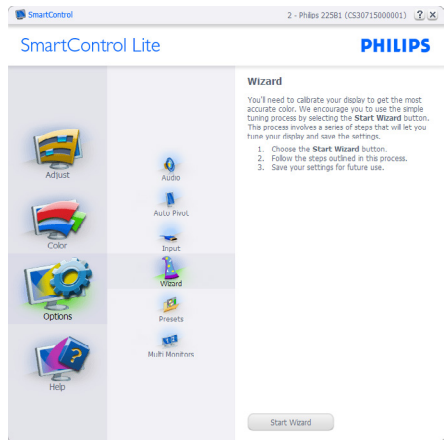 SmartControl
2 - Philips 225B1 (CS30715000001)
SmartControl Lite
PHILIPS
Wizard
You'll need to calibrate your display to get the most
accurate color. We encourage you to use the simple
tuning process by selecting the Start Wizard button.
This process involves a series of steps that will let you
tune your display and save the settings.
1. Choose the Start Wizard button.
2. Follow the steps outlined in this process.
3. Save your settings for future use.
Adjust
Color
Options
Help
Audio
Auto Pivot
Input
Wizard
Presets
Multi Monitors
Start Wizard